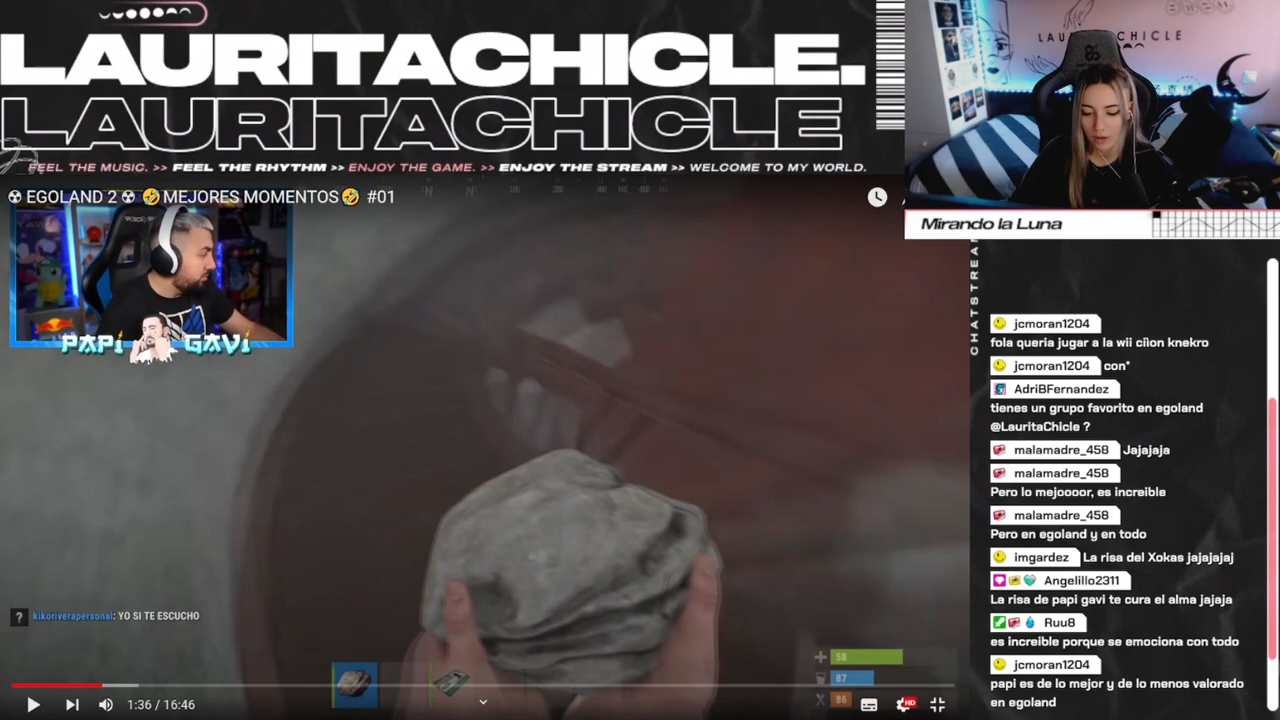 LAURITACHICLE.
LAURITACHICLE
FEEL THE MUSIC. >> FEEL THE RHYTHM >> ENJOY THE GAME. >> ENJOY THE STREAM >> WELCOME TO MY WORLD.
LAU CHICLE
Mirando la Luna
☢ EGOLAND 2 ☢ 🤣MEJORES MOMENTOS🤣 #01
PAPi GAVi
CHATSTREAM
jcmoran1204
fola queria jugar a la wii ciion knekro
jcmoran1204 con*
AdriBFernandez
tienes un grupo favorito en egoland
@LauritaChicle ?
malamadre_458 Jajajaja
malamadre_458
Pero lo mejoooor, es increible
malamadre_458
Pero en egoland y en todo
imgardez La risa del Xokas jajajajaj
Angelillo2311
La risa de papi gavi te cura el alma jajaja
Ruu8
es increible porque se emociona con todo
jcmoran1204
papi es de lo mejor y de lo menos valorado
en egoland
? kikoriverapersonal: YO SI TE ESCUCHO
58
87
86
1:36 / 16:46
HD